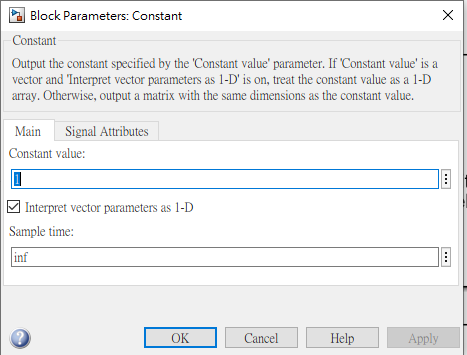 Block Parameters: Constant
Constant
Output the constant specified by the 'Constant value' parameter. If 'Constant value' is a
vector and 'Interpret vector parameters as 1-D' is on, treat the constant value as a 1-D
array. Otherwise, output a matrix with the same dimensions as the constant value.
Main
Signal Attributes
Constant value:
1
Interpret vector parameters as 1-D
Sample time:
inf
?
OK
Cancel
Help
Apply